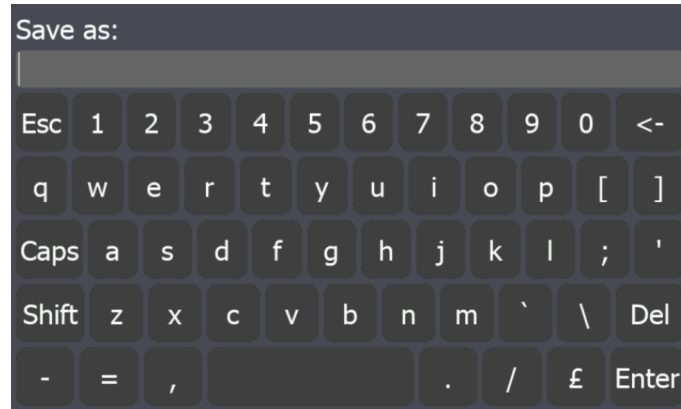 Save as:
Esc 1 2 3 4 5 6 7 8 9 0 <-
q w e r t y u i o p [ ]
Caps a s d f g h j k l ; '
Shift z x c v b n m ` \ Del
- = , . / £ Enter